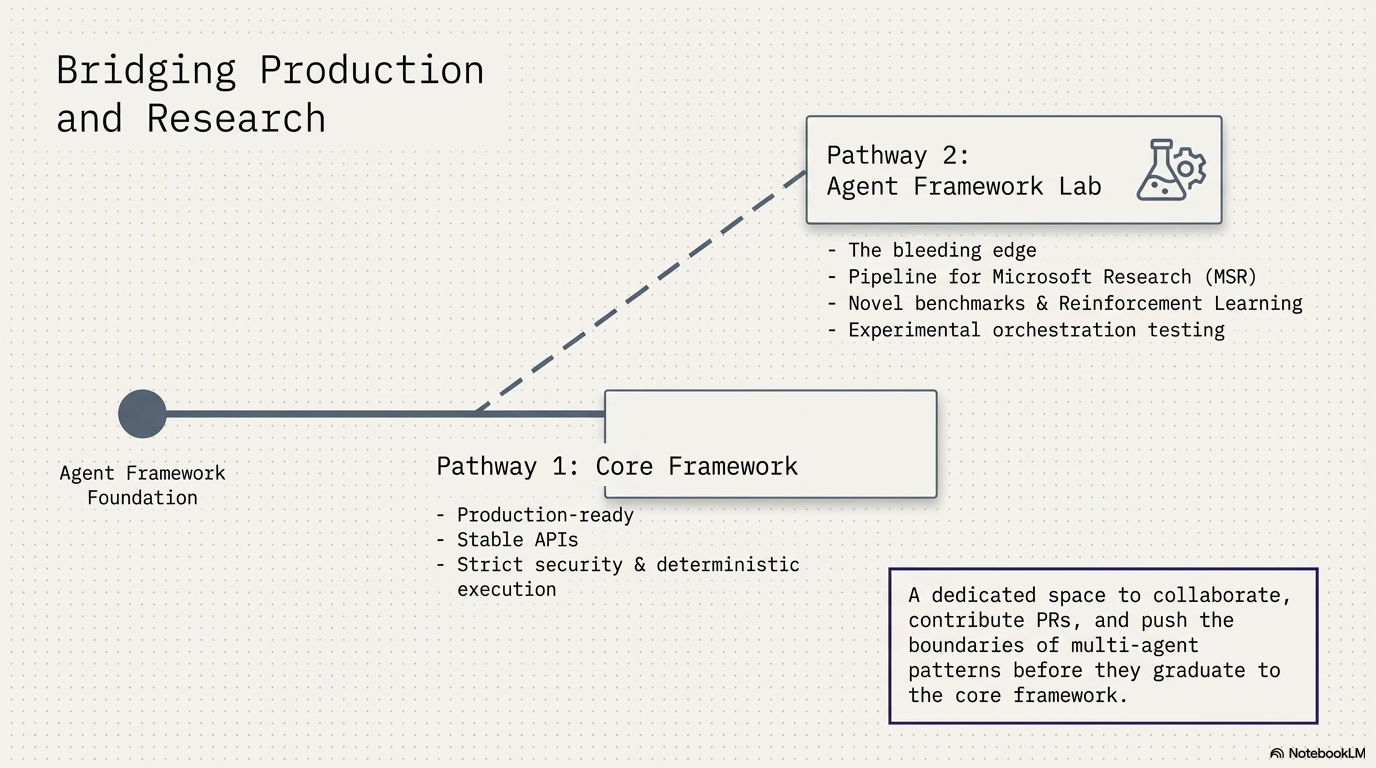 Bridging Production
and Research
Pathway 2:
Agent Framework Lab
- The bleeding edge
- Pipeline for Microsoft Research (MSR)
- Novel benchmarks & Reinforcement Learning
- Experimental orchestration testing
Agent Framework
Foundation
Pathway 1: Core Framework
- Production-ready
- Stable APIs
- Strict security & deterministic
execution
A dedicated space to collaborate,
contribute PRs, and push the
boundaries of multi-agent
patterns before they graduate to
the core framework.
NotebookLM